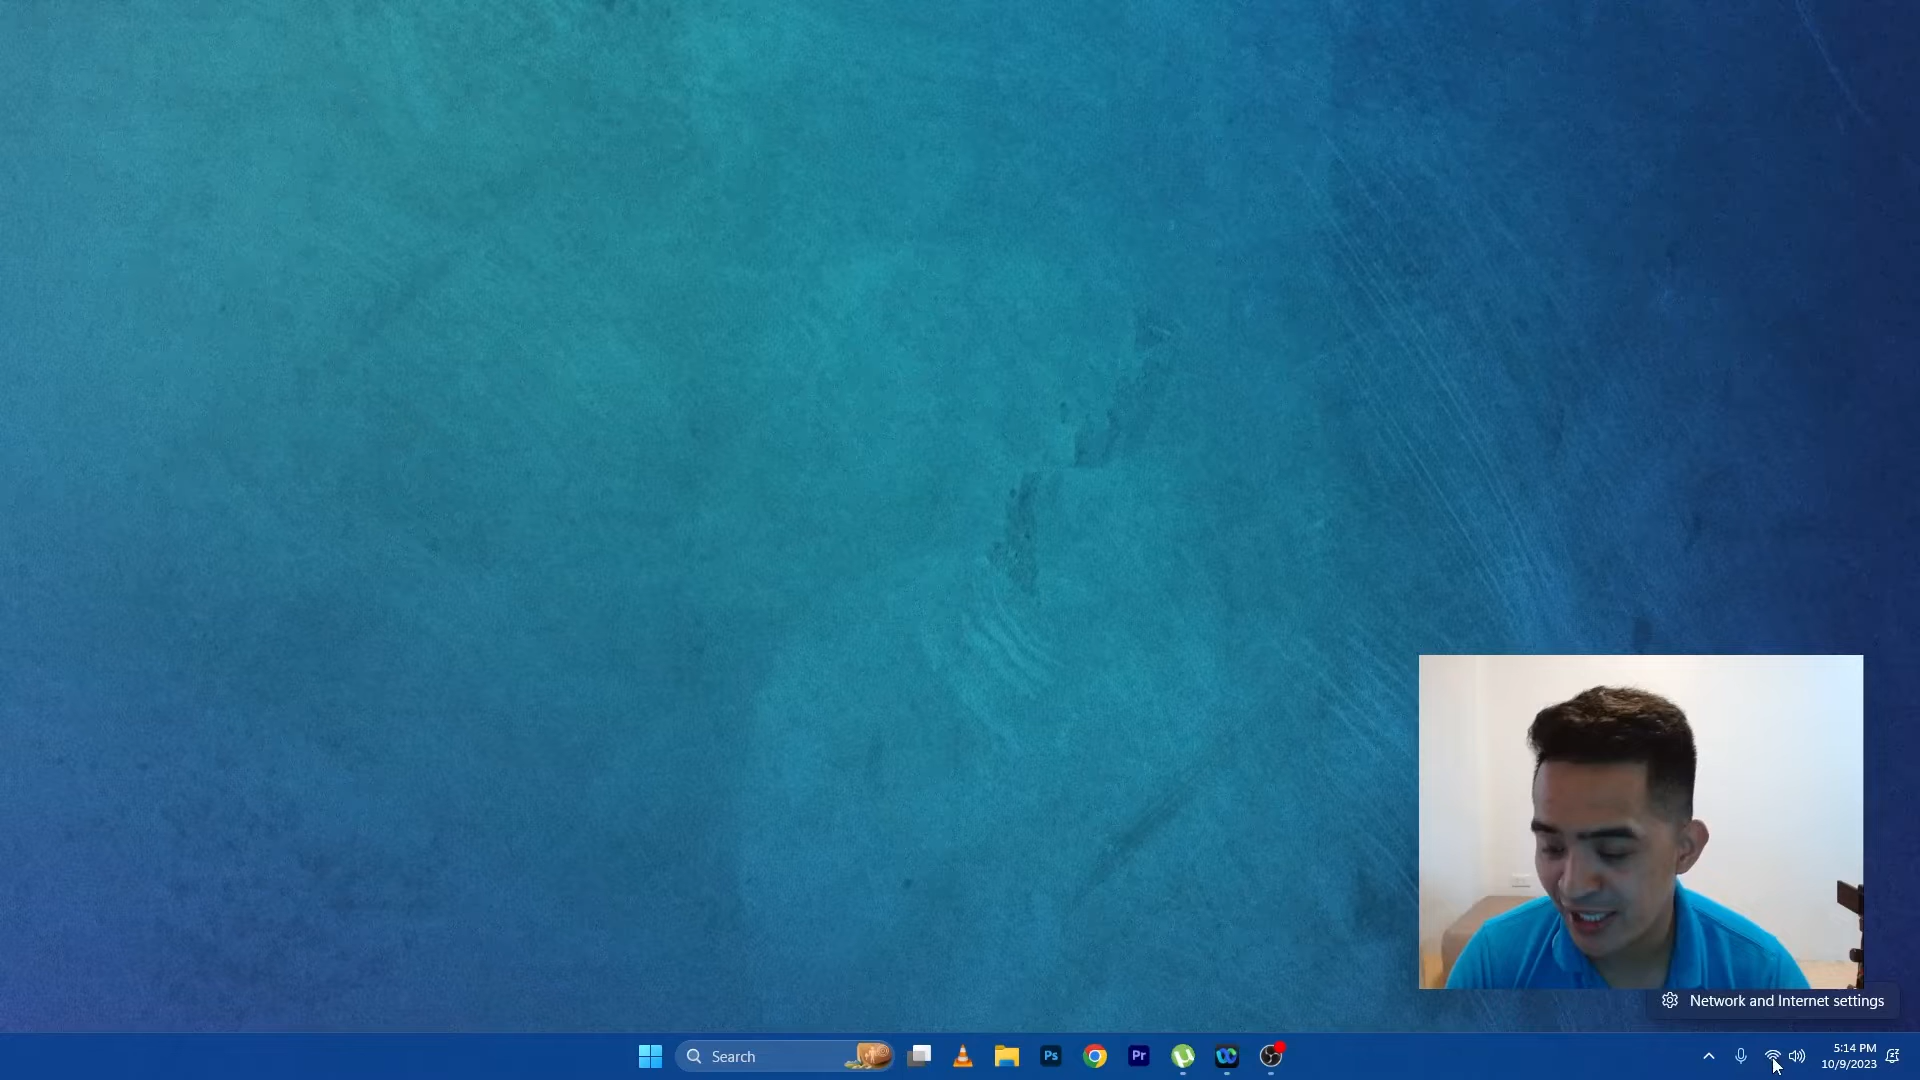 Network and Internet settings
Search
Ps
Pr
5:14 PM
10/9/2023